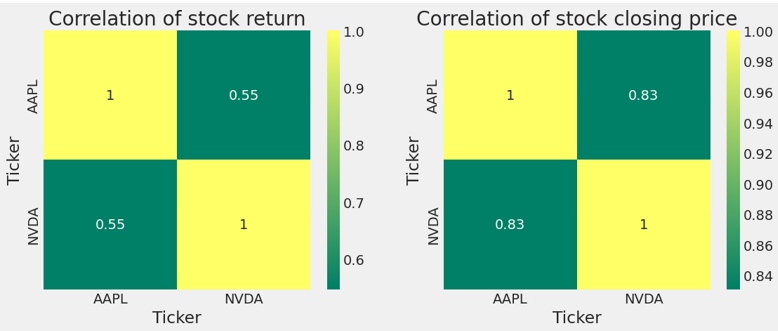 Correlation of stock return
1
0.55
0.55
1
AAPL
NVDA
Ticker
AAPL
NVDA
Ticker
1.0
0.9
0.8
0.7
0.6
Correlation of stock closing price
1
0.83
0.83
1
AAPL
NVDA
Ticker
AAPL
NVDA
Ticker
1.00
0.98
0.96
0.94
0.92
0.90
0.88
0.86
0.84